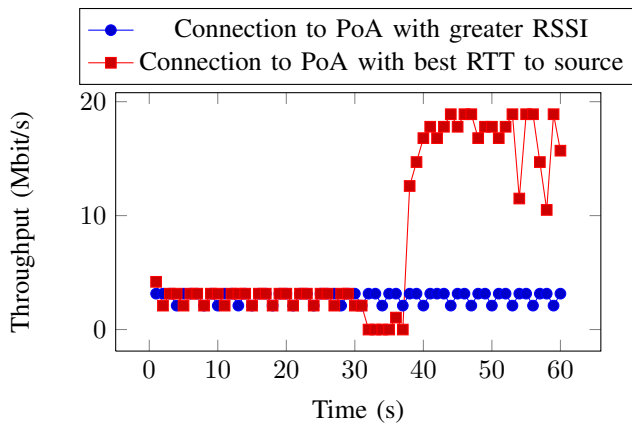 Connection to PoA with greater RSSI
Connection to PoA with best RTT to source
20
10
0
Throughput (Mbit/s)
0 10 20 30 40 50 60
Time (s)